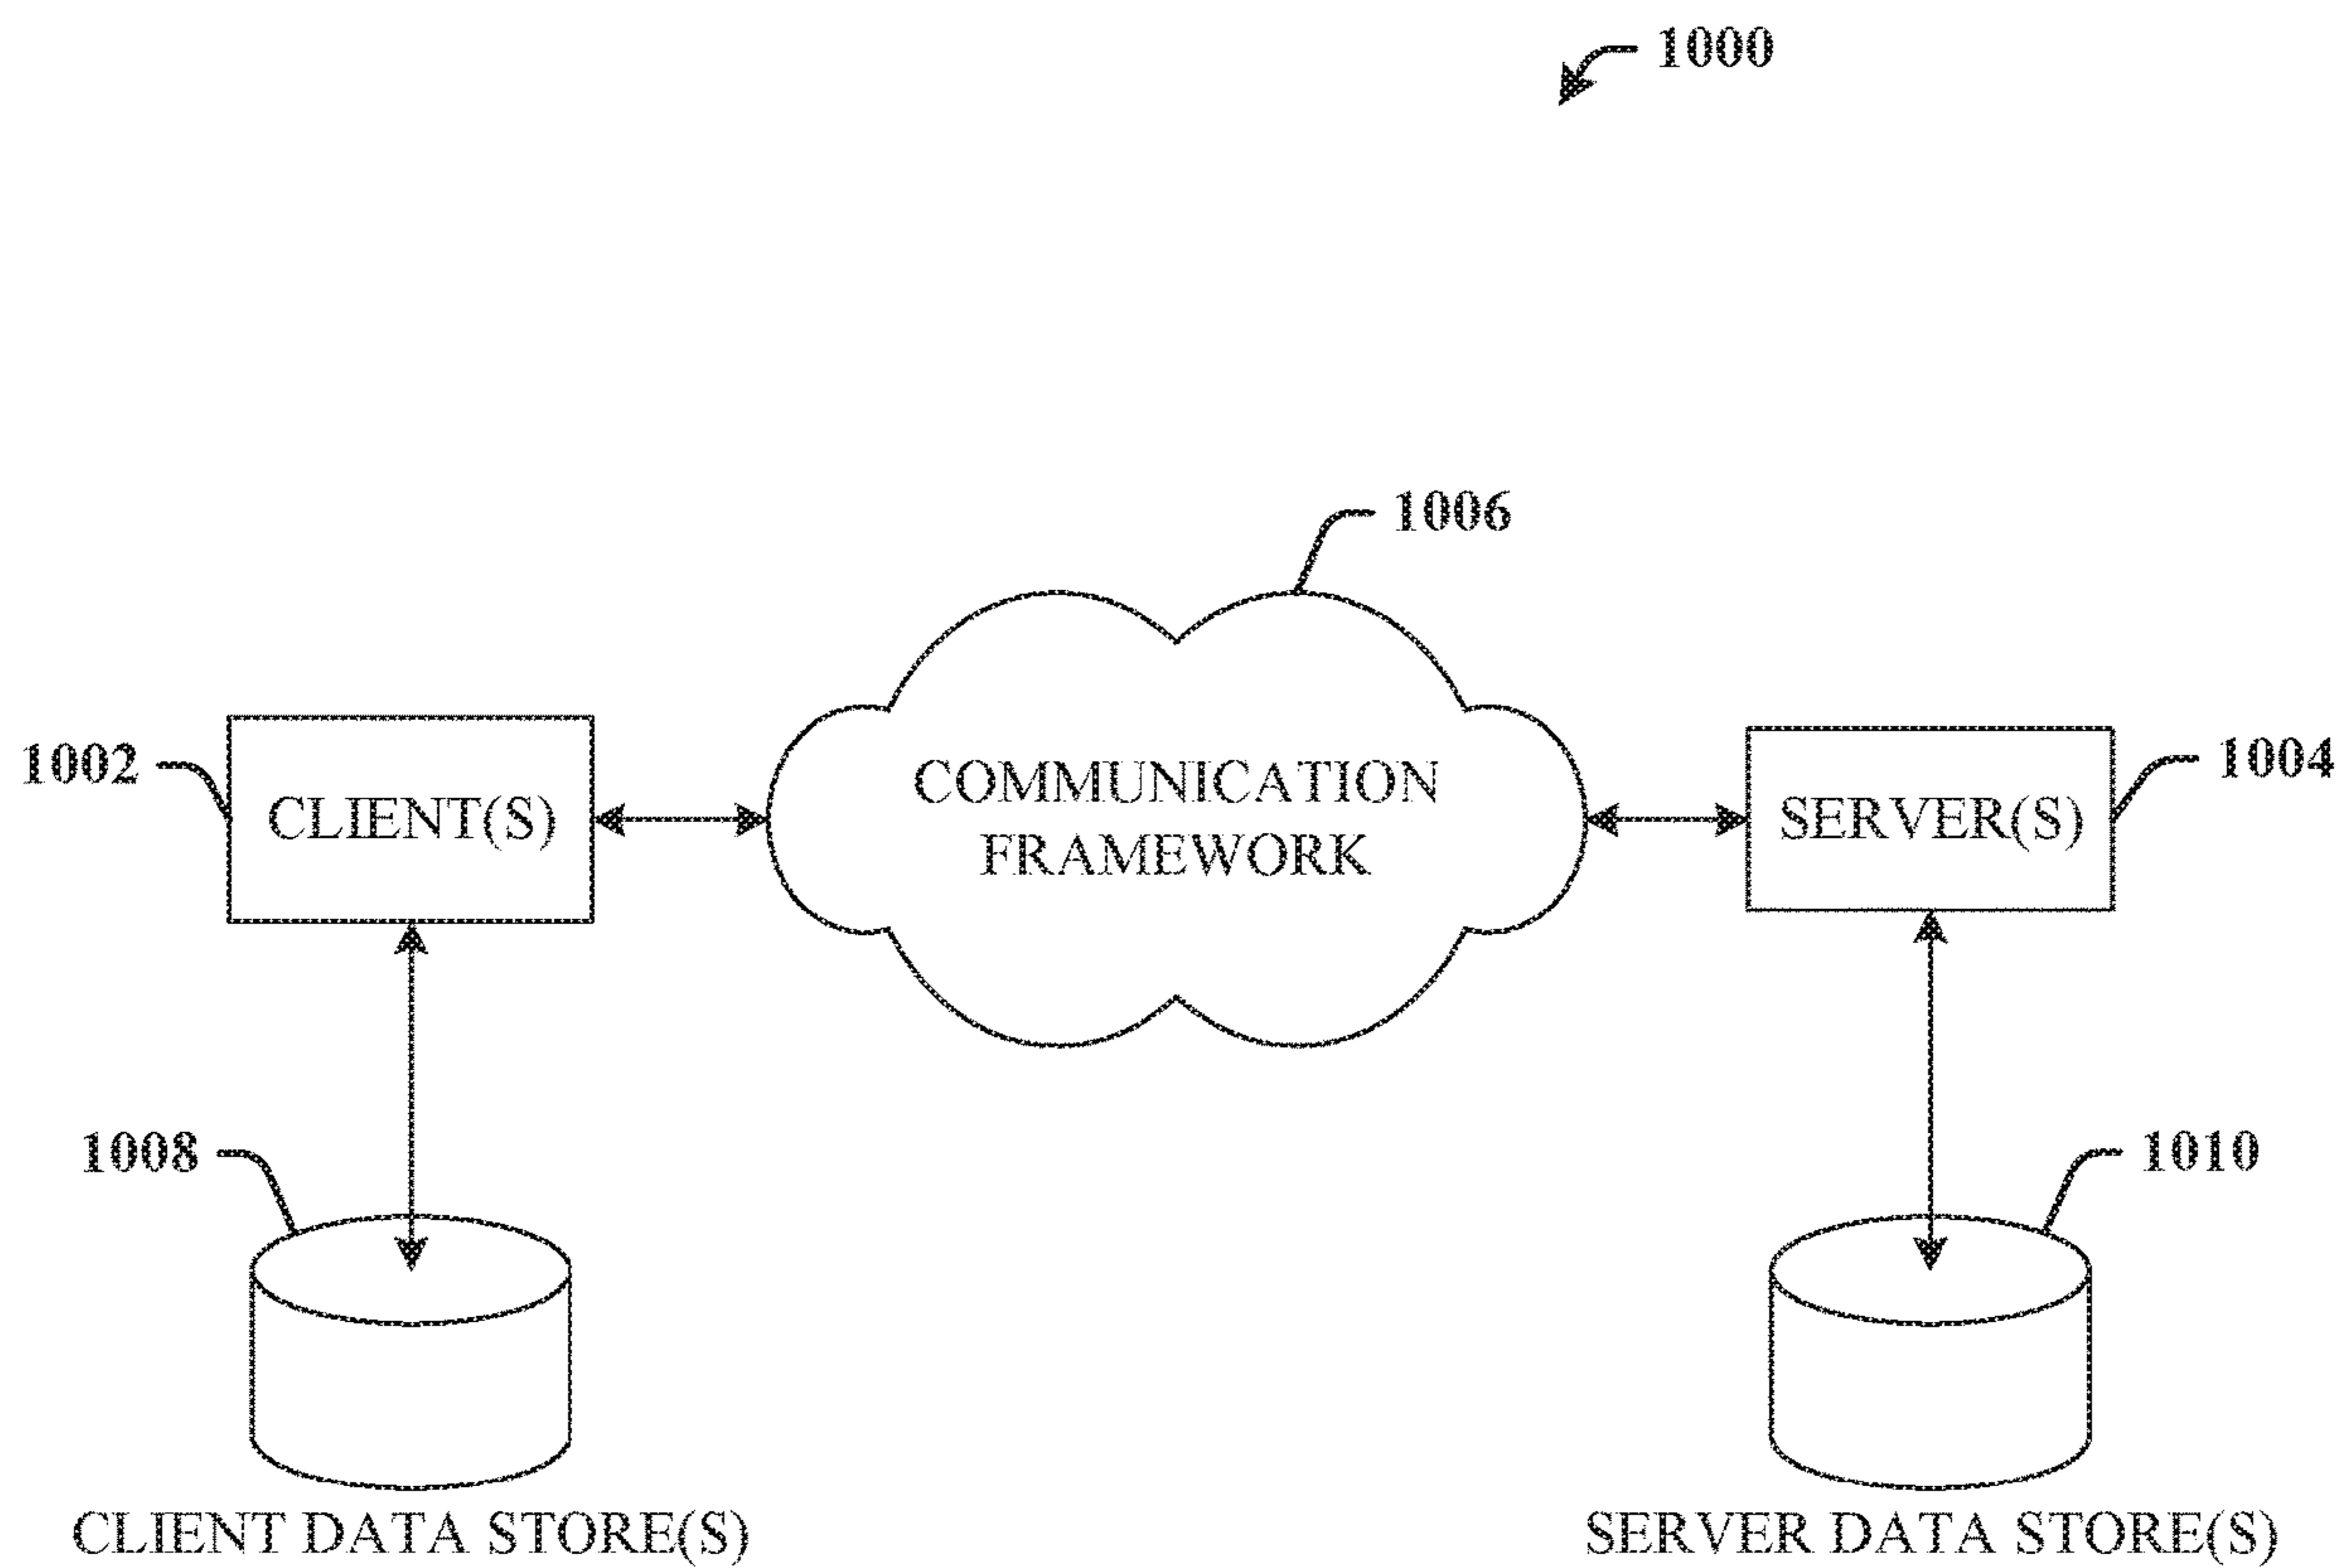 1000
1006
1002
CLIENT(S)
COMMUNICATION
FRAMEWORK
SERVER(S)
1004
1008
1010
CLIENT DATA STORE(S)
SERVER DATA STORE(S)